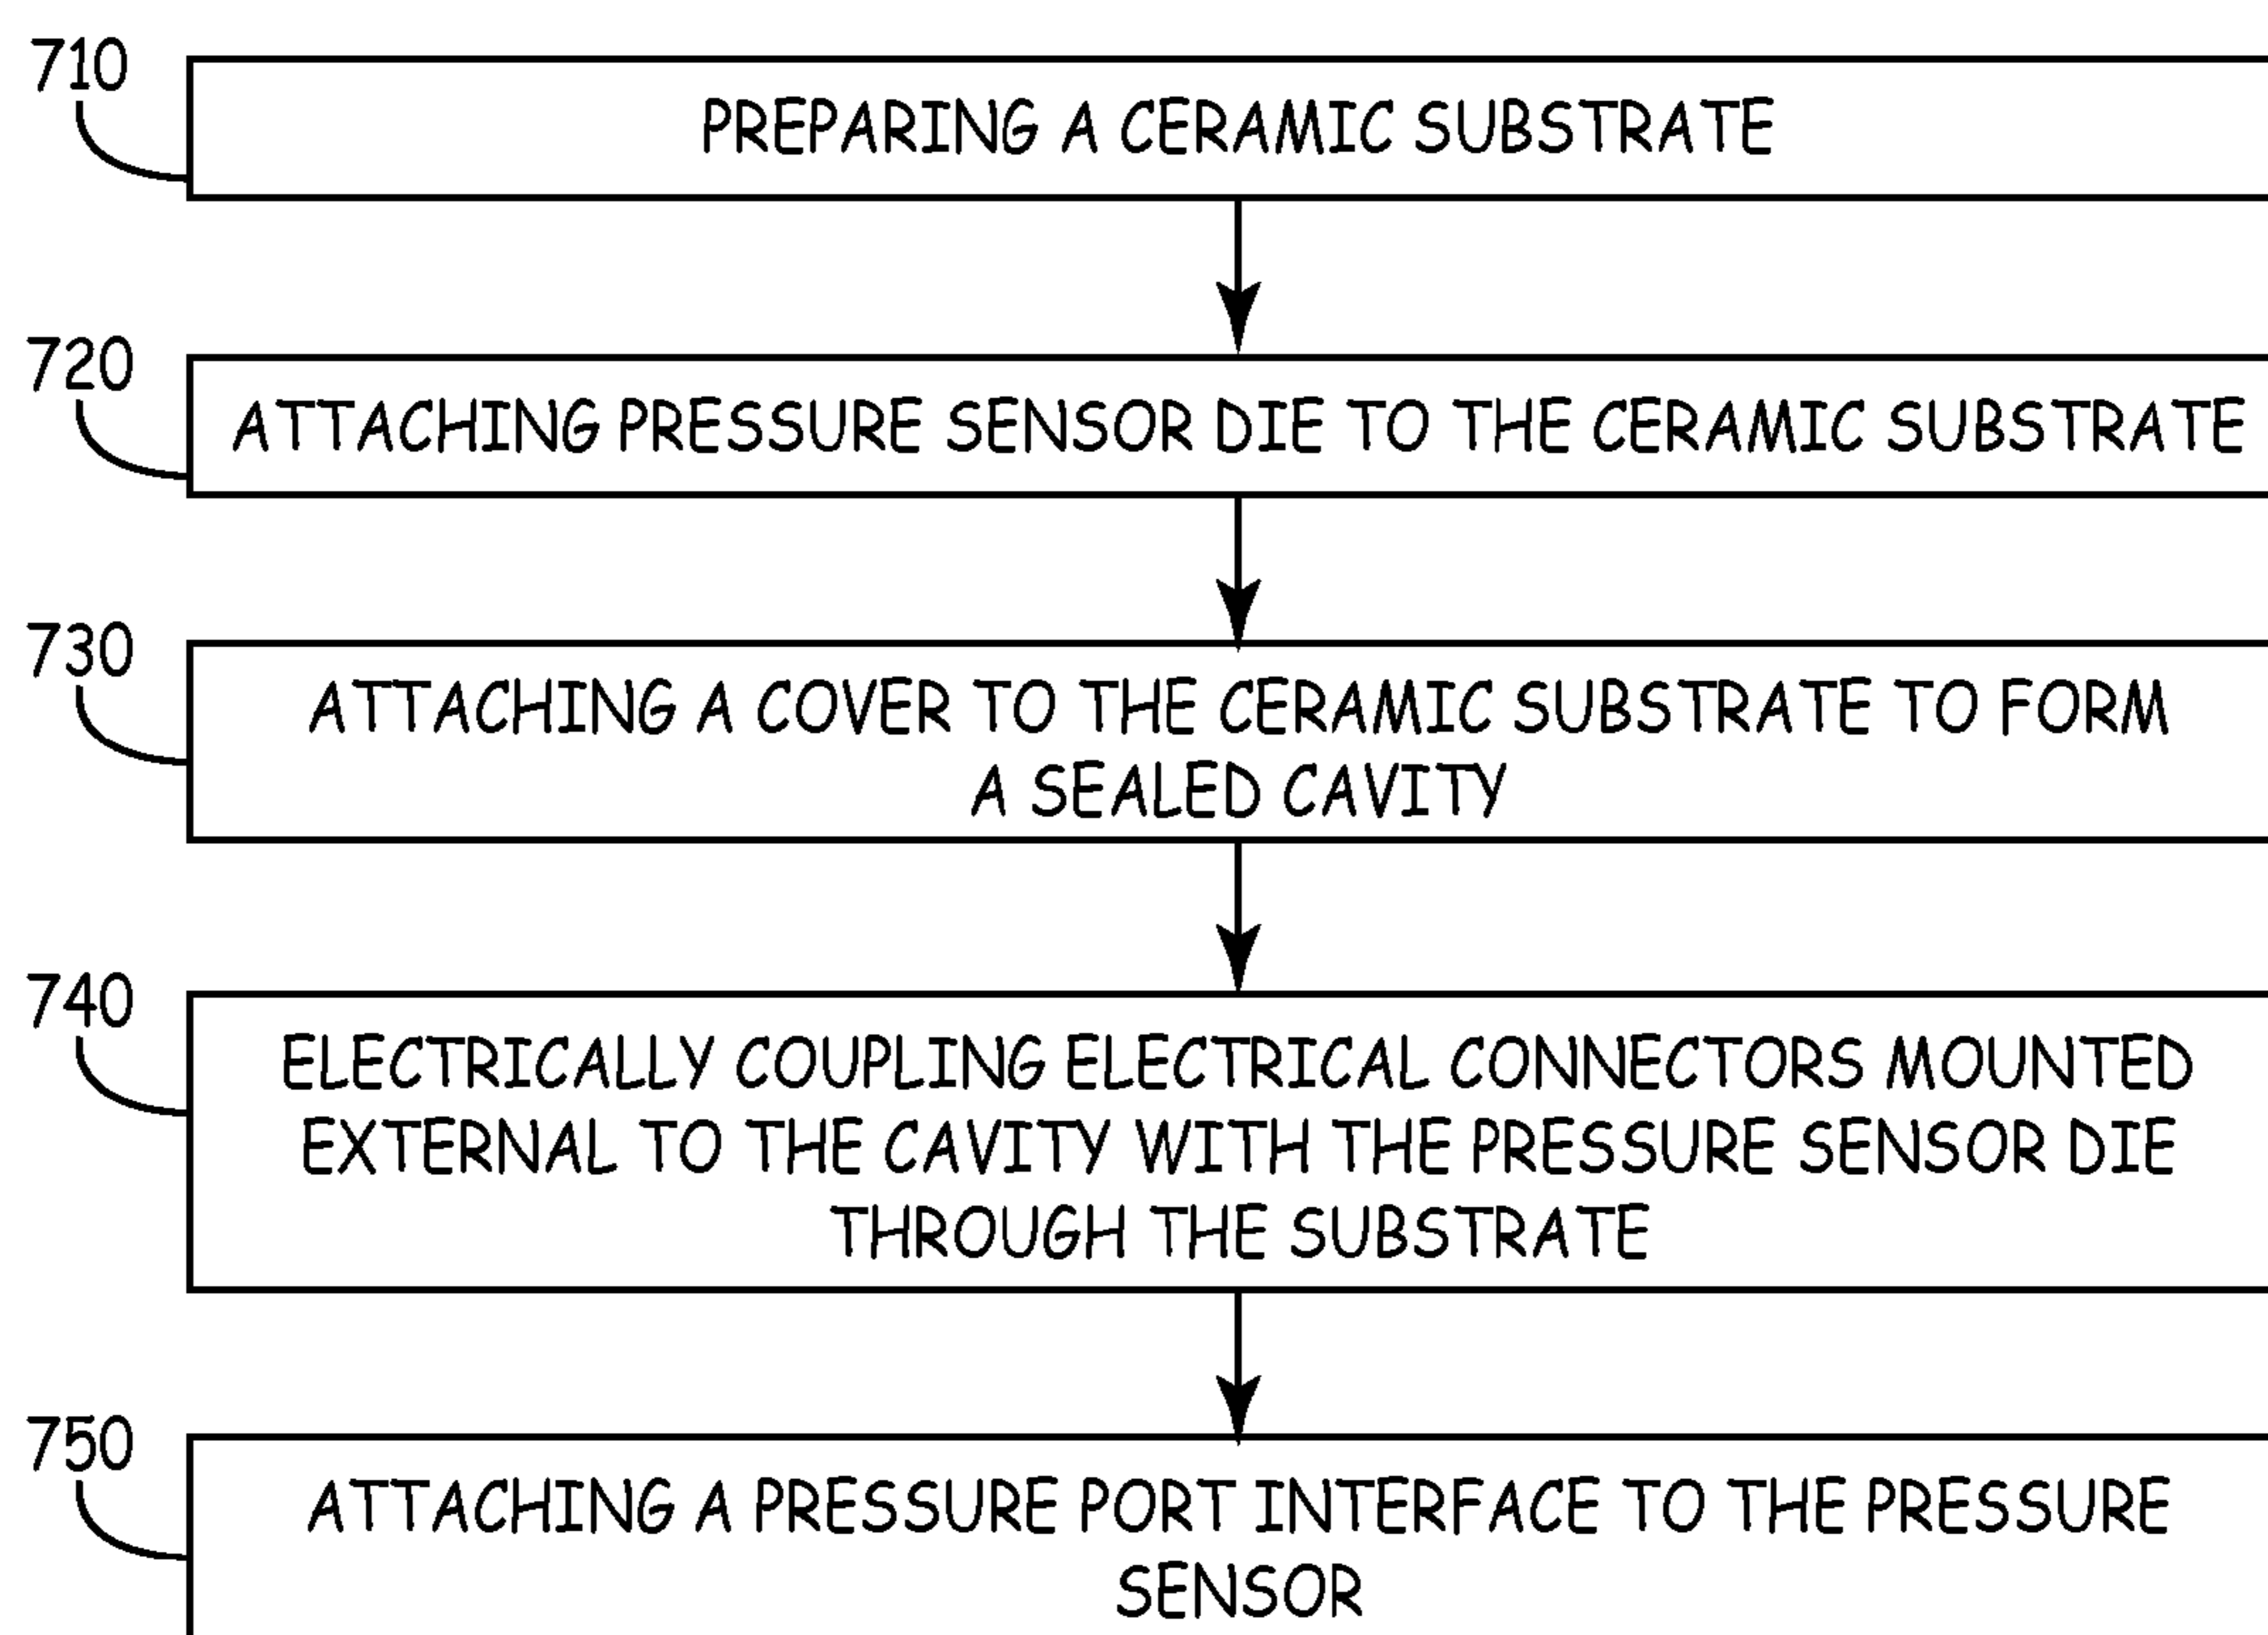 710
PREPARING A CERAMIC SUBSTRATE
720
ATTACHING PRESSURE SENSOR DIE TO THE CERAMIC SUBSTRATE
730
ATTACHING A COVER TO THE CERAMIC SUBSTRATE TO FORM
A SEALED CAVITY
740
ELECTRICALLY COUPLING ELECTRICAL CONNECTORS MOUNTED
EXTERNAL TO THE CAVITY WITH THE PRESSURE SENSOR DIE
THROUGH THE SUBSTRATE
750
ATTACHING A PRESSURE PORT INTERFACE TO THE PRESSURE
SENSOR